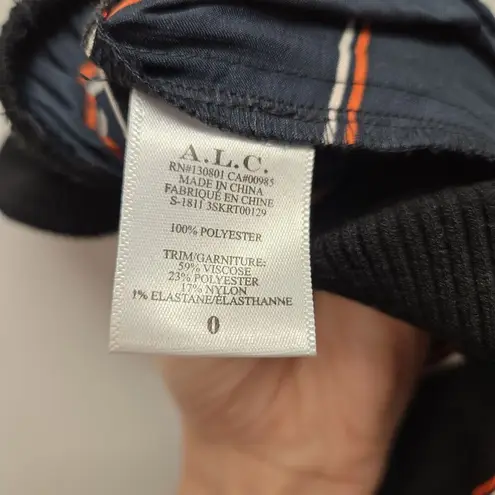 A.L.C.
RN#130801 CA#00985
MADE IN CHINA
FABRIQUÉ EN CHINE
S-1811 3SKRT00129
100% POLYESTER
TRIM/GARNITURE:
59% VISCOSE
23% POLYESTER
17% NYLON
1% ELASTANE/ÉLASTHANNE
0